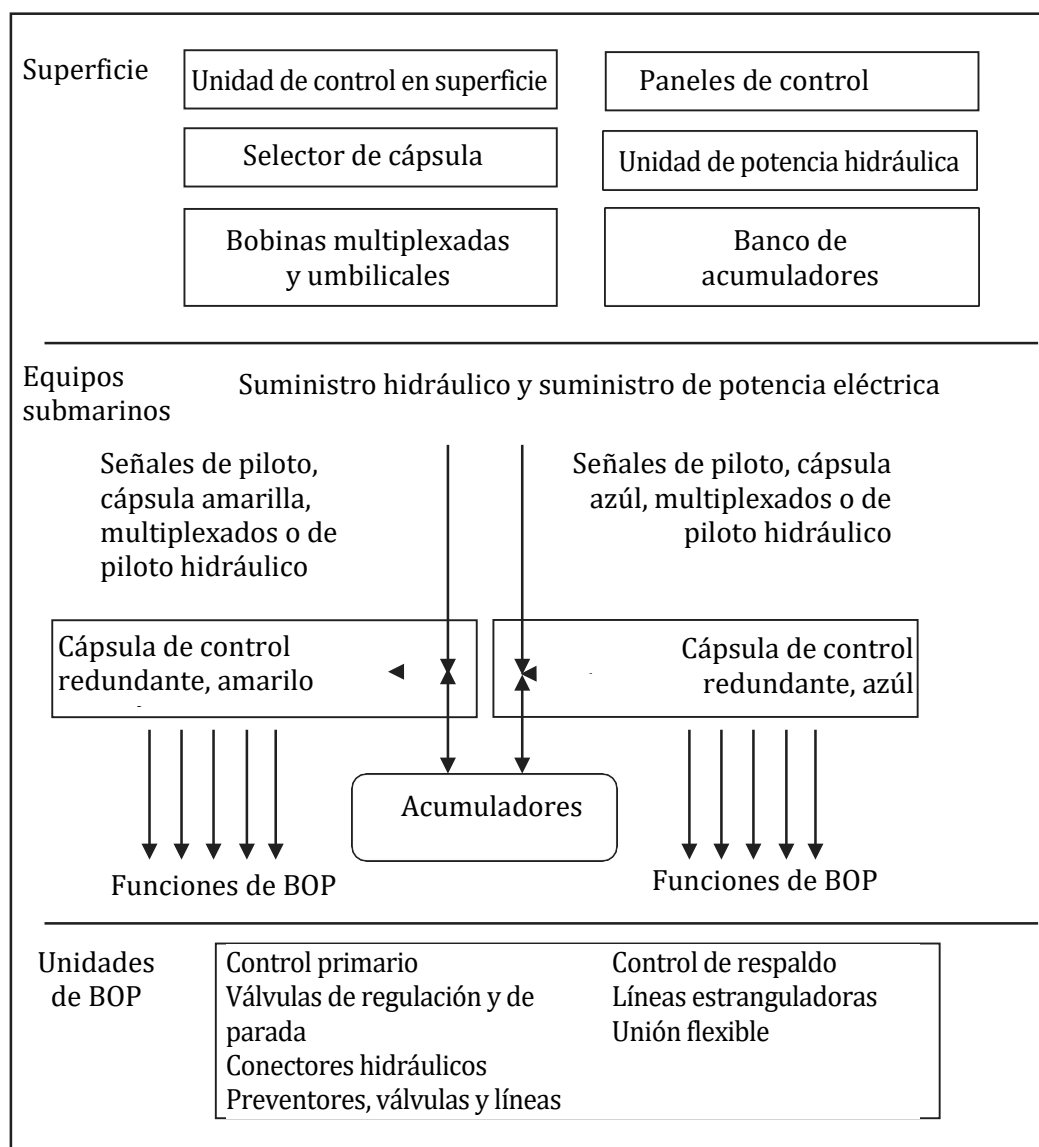 Superficie
Unidad de control en superficie
Paneles de control
Selector de cápsula
Unidad de potencia hidráulica
Bobinas multiplexadas
y umbilicales
Banco de
acumuladores
Equipos
submarinos
Suministro hidráulico y suministro de potencia eléctrica
Señales de piloto,
cápsula amarilla,
multiplexados o de
piloto hidráulico
Señales de piloto, cápsula
azúl, multiplexados o de
piloto hidráulico
Cápsula de control
redundante, amarilo
Cápsula de control
redundante, azúl
Acumuladores
Funciones de BOP
Funciones de BOP
Unidades
de BOP
Control primario
Válvulas de regulación y de
parada
Conectores hidráulicos
Preventores, válvulas y líneas
Control de respaldo
Líneas estranguladoras
Unión flexible